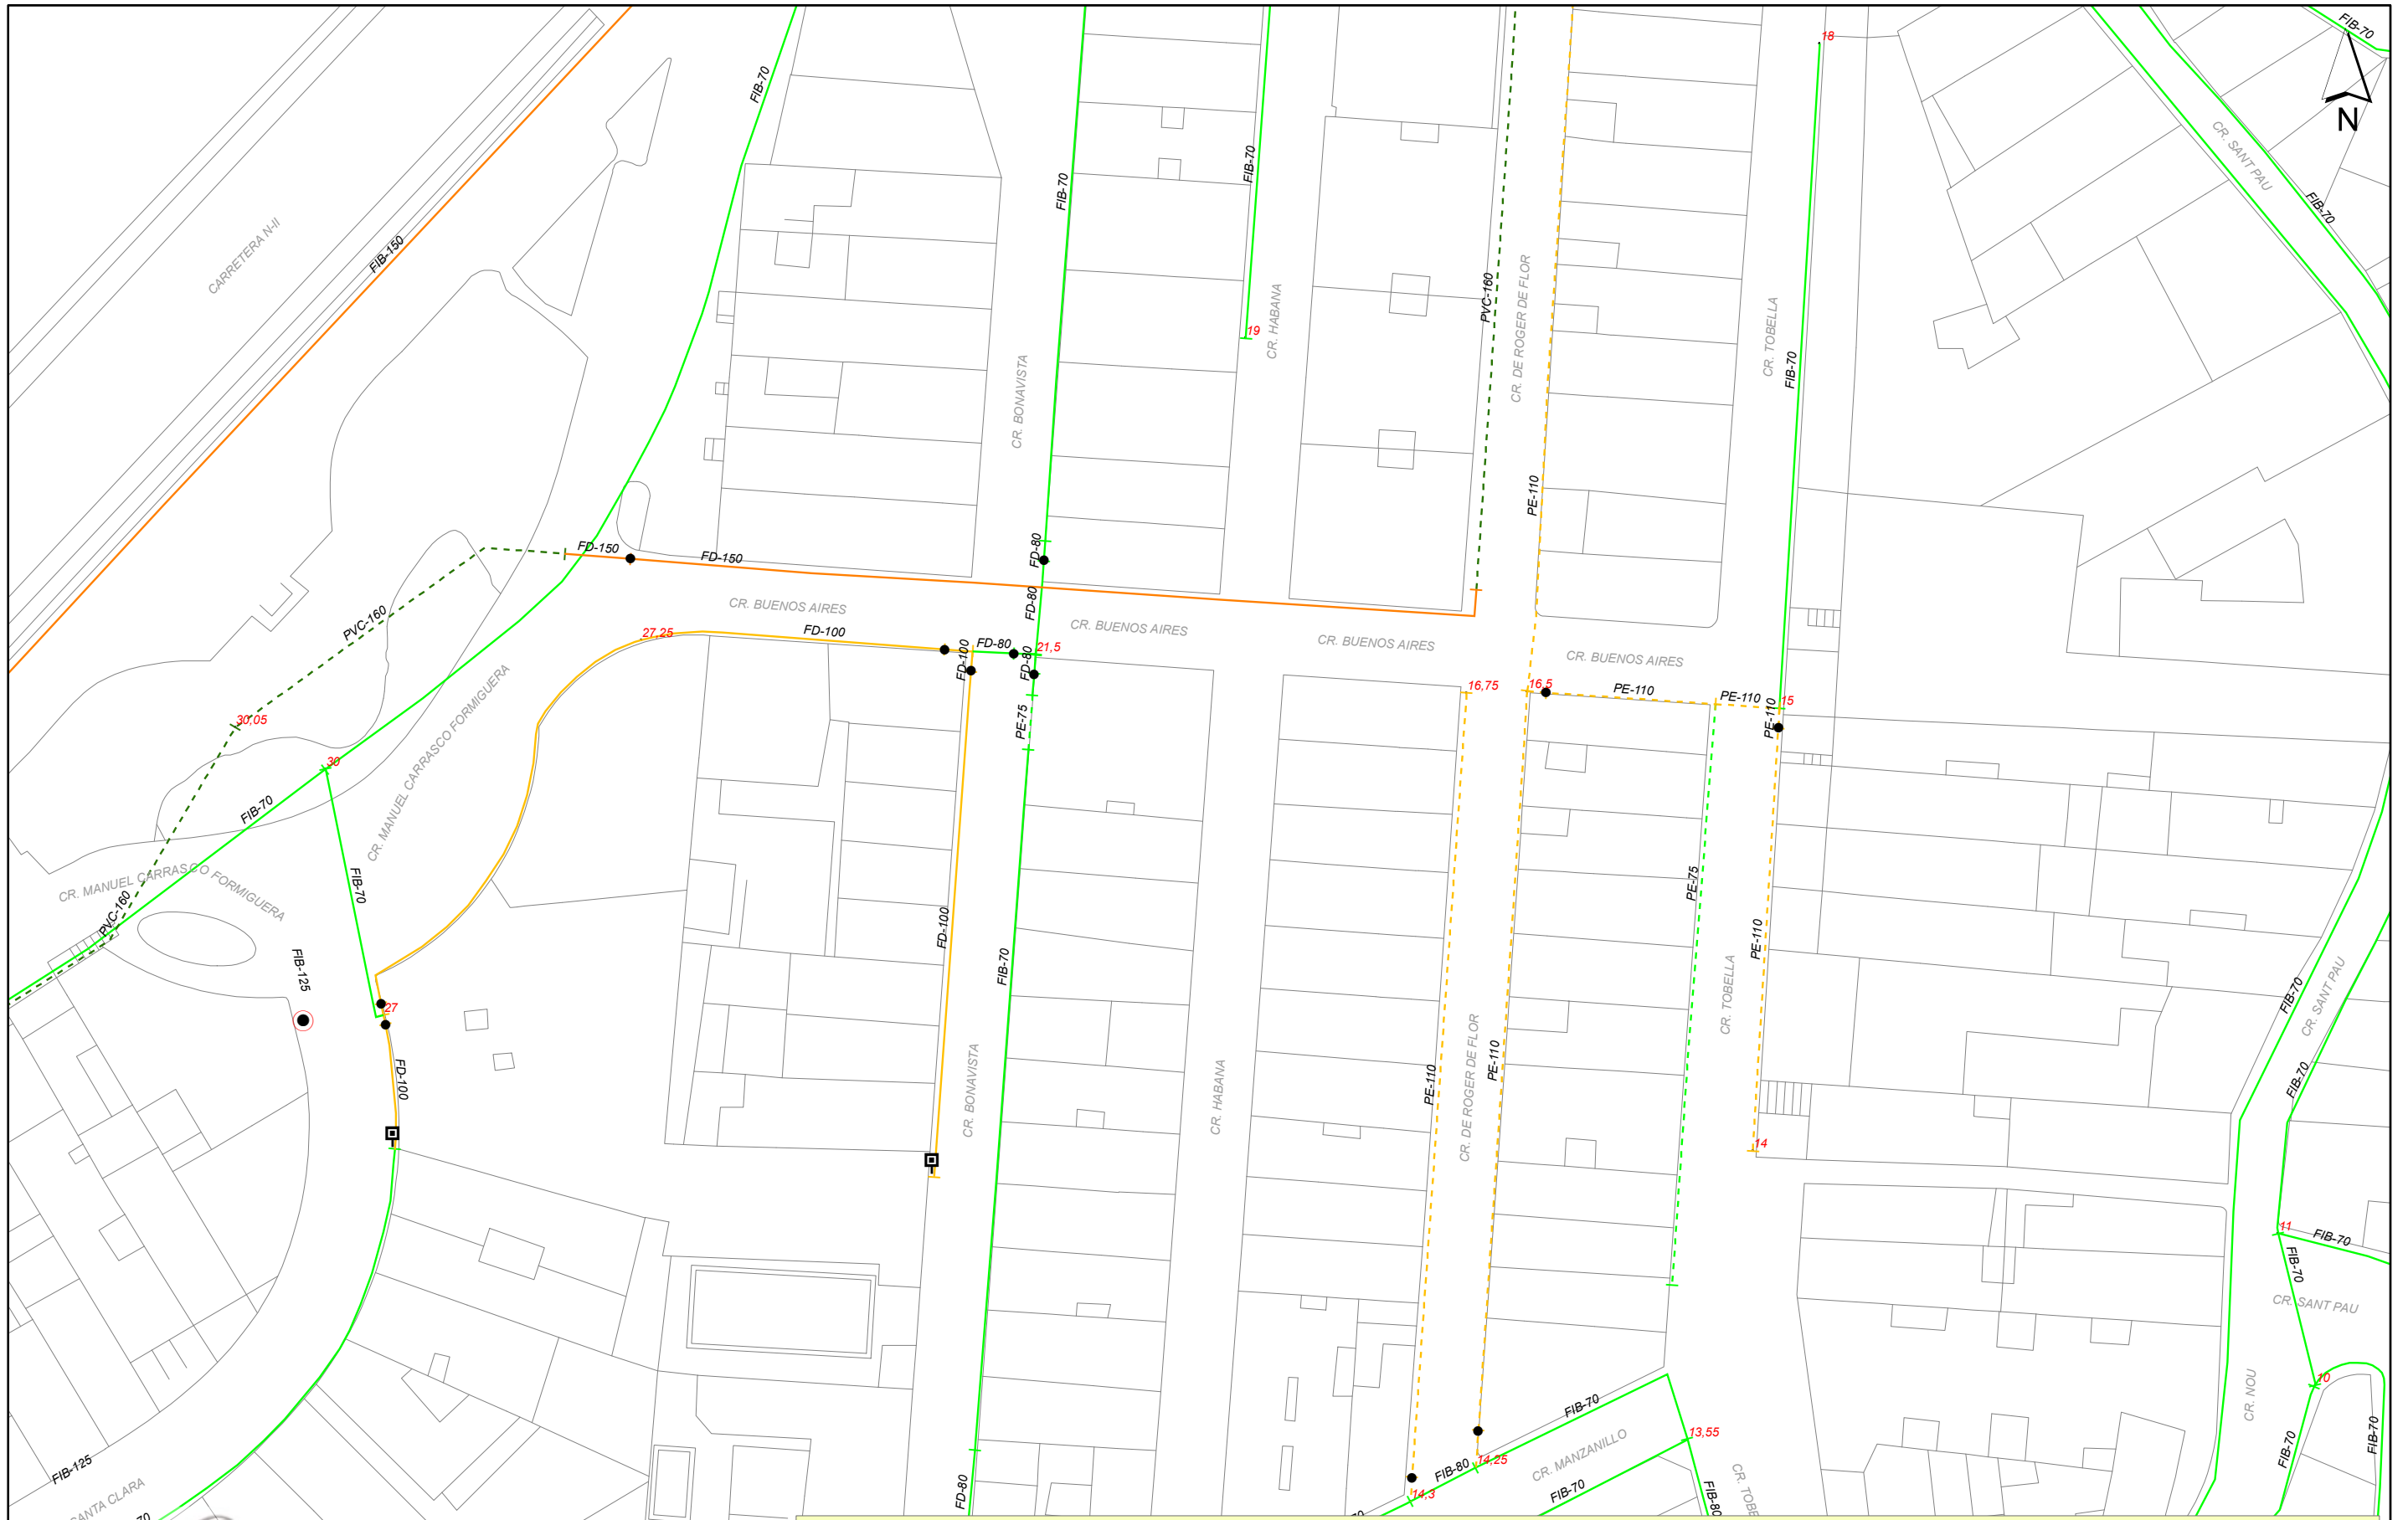 FIB-70
18
FIB-70
N
CR. SANT PAU
FIB-70
FIB-70
FIB-70
FIB-70
CARRETERA N-II
FIB-150
PVC-160
CR. DE ROGER DE FLOR
CR. HABANA
19
CR. TOBELLA
FIB-70
CR. BONAVISTA
PE-110
FD-80
FD-150
FD-150
FD-80
CR. BUENOS AIRES
CR. BUENOS AIRES
CR. BUENOS AIRES
CR. BUENOS AIRES
PVC-160
27,25
FD-100
FD-100
FD-80
21,5
FD-80
16,75
16,5
PE-110
PE-110
15
PE-110
PE-75
30,05
30
CR. MANUEL CARRASCO FORMIGUERA
FIB-70
CR. MANUEL CARRASCO FORMIGUERA
FIB-70
PVC-160
FIB-125
27
FD-100
FD-100
FIB-70
PE-75
PE-110
CR. TOBELLA
FIB-70
CR. SANT PAU
FIB-70
CR. BONAVISTA
CR. HABANA
PE-110
CR. DE ROGER DE FLOR
PE-110
14
11
FIB-70
FIB-70
CR. SANT PAU
10
CR. NOU
FIB-70
FIB-70
FIB-70
13,55
CR. MANZANILLO
14,25
FIB-80
14,3
FIB-70
FIB-80
FD-80
FIB-125
SANTA CLARA
70
CR. TOBE